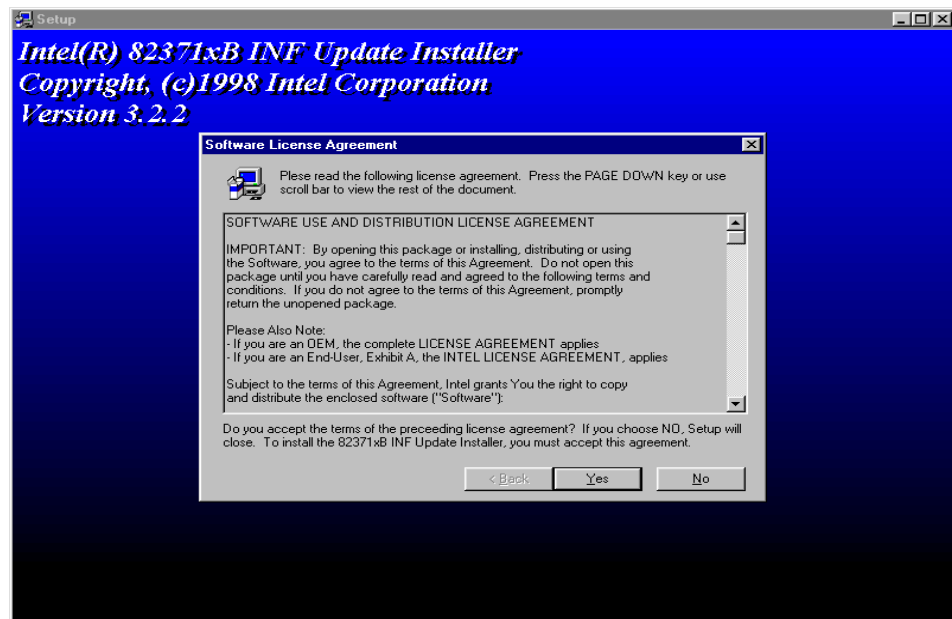 Setup
Intel(R) 82371xB INF Update Installer
Copyright, (c)1998 Intel Corporation
Version 3.2.2
Software License Agreement
Plese read the following license agreement. Press the PAGE DOWN key or use
scroll bar to view the rest of the document.
SOFTWARE USE AND DISTRIBUTION LICENSE AGREEMENT
IMPORTANT: By opening this package or installing, distributing or using
the Software, you agree to the terms of this Agreement. Do not open this
package until you have carefully read and agreed to the following terms and
conditions. If you do not agree to the terms of this Agreement, promptly
return the unopened package.
Please Also Note:
- If you are an OEM, the complete LICENSE AGREEMENT applies
- If you are an End-User, Exhibit A, the INTEL LICENSE AGREEMENT, applies
Subject to the terms of this Agreement, Intel grants You the right to copy
and distribute the enclosed software ("Software"):
Do you accept the terms of the preceeding license agreement? If you choose NO, Setup will
close. To install the 82371xB INF Update Installer, you must accept this agreement.
< Back
Yes
No